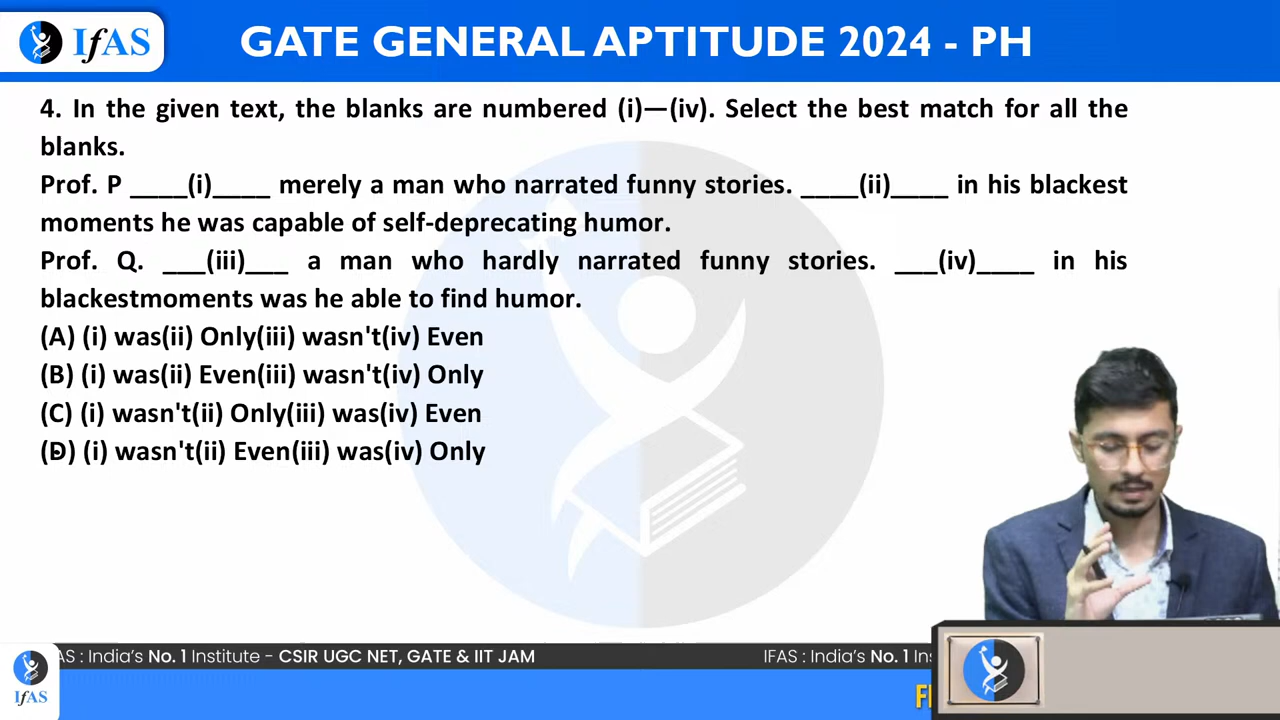 IfAS
GATE GENERAL APTITUDE 2024 - PH
4. In the given text, the blanks are numbered (i)—(iv). Select the best match for all the
blanks.
Prof. P ____(i)____ merely a man who narrated funny stories. ____(ii)____ in his blackest
moments he was capable of self-deprecating humor.
Prof. Q. ___(iii)___ a man who hardly narrated funny stories. ___(iv)____ in his
blackestmoments was he able to find humor.
(A) (i) was(ii) Only(iii) wasn't(iv) Even
(B) (i) was(ii) Even(iii) wasn't(iv) Only
(C) (i) wasn't(ii) Only(iii) was(iv) Even
(D) (i) wasn't(ii) Even(iii) was(iv) Only
AS : India's No. 1 Institute - CSIR UGC NET, GATE & IIT JAM
IFAS : India's No. 1 Ins
IfAS